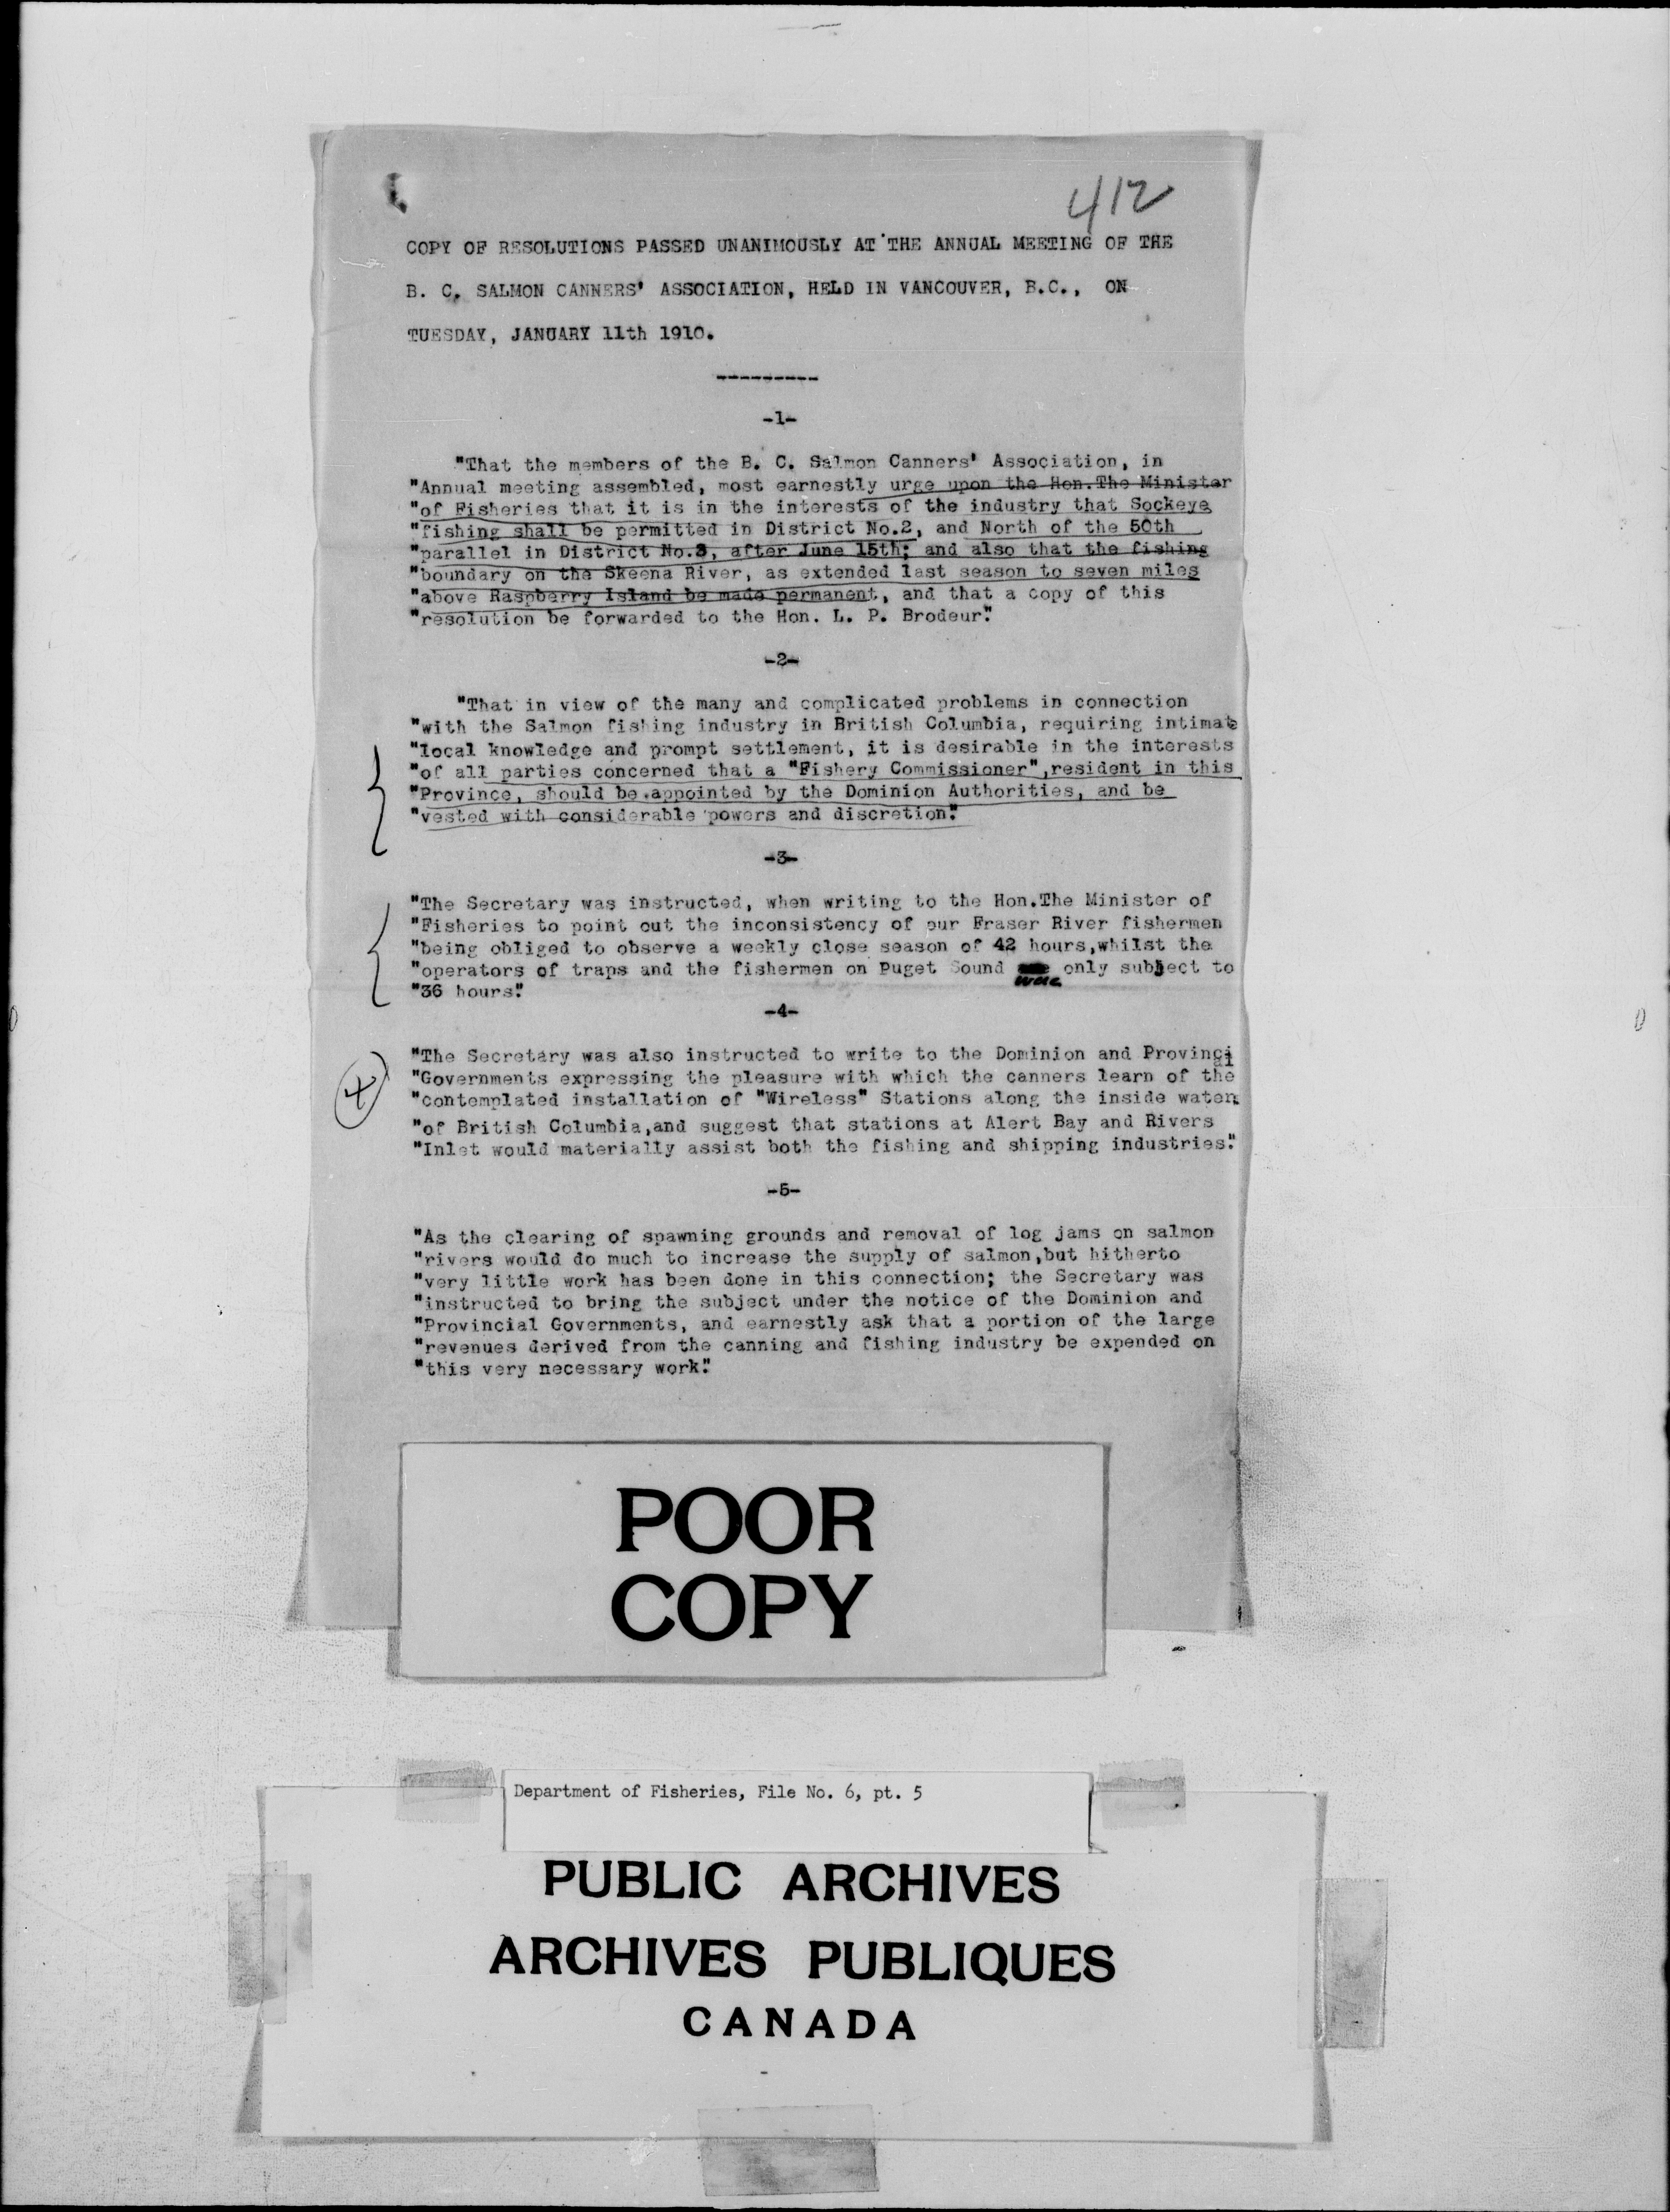 412
COPY OF RESOLUTIONS PASSED UNANIMOUSLY AT THE ANNUAL MEETING OF THE
B. C. SALMON CANNERS' ASSOCIATION, HELD IN VANCOUVER, B.C., ON
TUESDAY, JANUARY 11th 1910.
---------
-1-
"That the members of the B. C. Salmon Canners' Association, in
"Annual meeting assembled, most earnestly urge upon the Hon.The Minister
"of Fisheries that it is in the interests of the industry that Sockeye
"fishing shall be permitted in District No.2, and North of the 50th
"parallel in District No.3, after June 15th; and also that the fishing
"boundary on the Skeena River, as extended last season to seven miles
"above Raspberry Island be made permanent, and that a copy of this
"resolution be forwarded to the Hon. L. P. Brodeur."
-2-
"That in view of the many and complicated problems in connection
"with the Salmon fishing industry in British Columbia, requiring intimate
"local knowledge and prompt settlement, it is desirable in the interests
"of all parties concerned that a "Fishery Commissioner",resident in this
"Province, should be appointed by the Dominion Authorities, and be
"vested with considerable powers and discretion."
-3-
"The Secretary was instructed, when writing to the Hon.The Minister of
"Fisheries to point out the inconsistency of our Fraser River fishermen
"being obliged to observe a weekly close season of 42 hours,whilst the
"operators of traps and the fishermen on Puget Sound were only subject to
"36 hours."
-4-
"The Secretary was also instructed to write to the Dominion and Provinci
"Governments expressing the pleasure with which the canners learn of the
"contemplated installation of "Wireless" Stations along the inside waters
"of British Columbia,and suggest that stations at Alert Bay and Rivers
"Inlet would materially assist both the fishing and shipping industries."
-5-
"As the clearing of spawning grounds and removal of log jams on salmon
"rivers would do much to increase the supply of salmon,but hitherto
"very little work has been done in this connection; the Secretary was
"instructed to bring the subject under the notice of the Dominion and
"Provincial Governments, and earnestly ask that a portion of the large
"revenues derived from the canning and fishing industry be expended on
"this very necessary work."
POOR
COPY
Department of Fisheries, File No. 6, pt. 5
PUBLIC ARCHIVES
ARCHIVES PUBLIQUES
CANADA